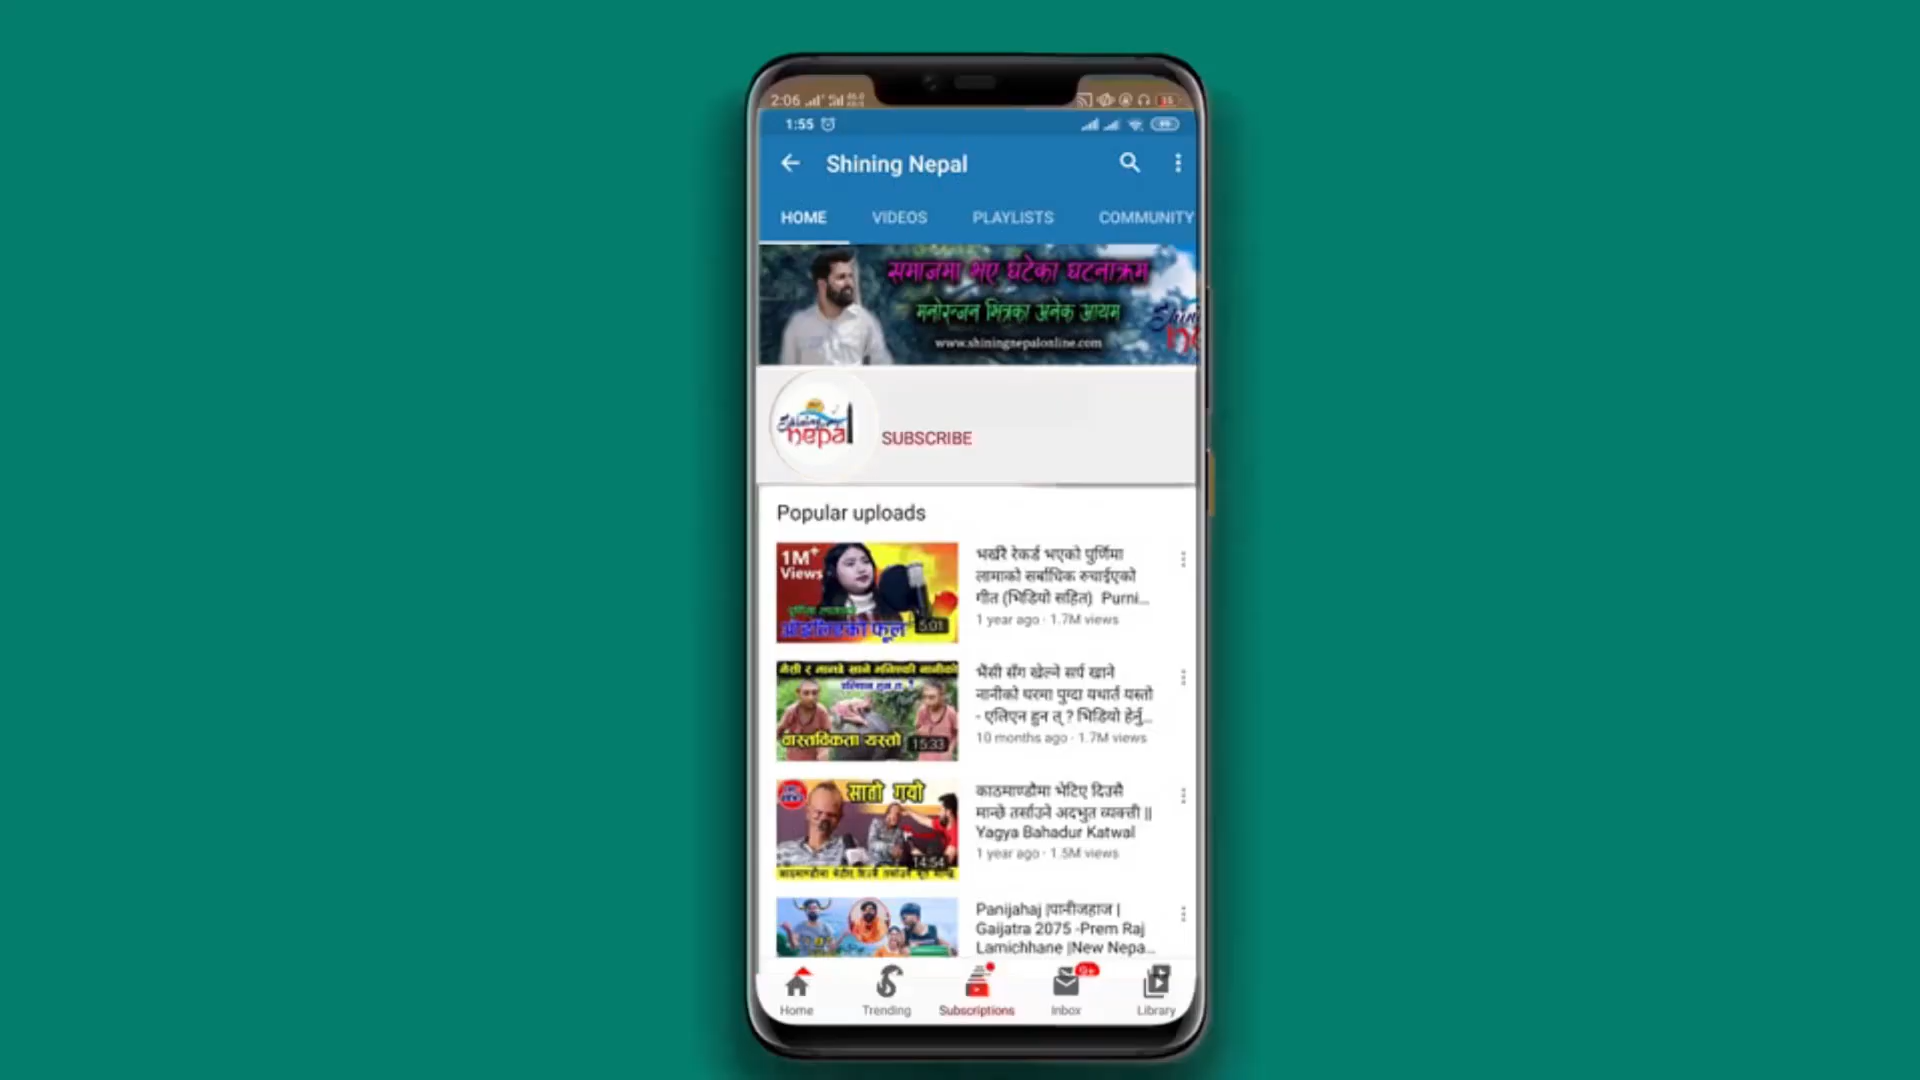 2:06
1:55
Shining Nepal
HOME VIDEOS PLAYLISTS COMMUNITY
समाजमा भए घटेका घटनाक्रम
मनोरन्जन भित्रका अनेक आयम
www.shiningnepalonline.com
Shining
nepal
SUBSCRIBE
Popular uploads
1M+
Views
फूल
5:01
भर्खरै रेकर्ड भएको पुर्णिमा
लामाको सर्बाधिक रुचाईएको
गीत (भिडियो सहित) Purni...
1 year ago · 1.7M views
वास्तविकता यस्तो
15:33
भैंसी सँग खेल्ने सर्प खाने
नानीको घरमा पुग्दा यथार्त यस्तो
- एलिएन हुन त् ? भिडियो हेर्नु...
10 months ago · 1.7M views
सातो गयो
14:54
काठमाण्डौमा भेटिए दिउसै
मान्छे तर्साउने अदभुत व्यक्ती ||
Yagya Bahadur Katwal
1 year ago · 1.5M views
Panijahaj |पानीजहाज |
Gaijatra 2075 -Prem Raj
Lamichhane |New Nepa...
9+
Home Trending Subscriptions Inbox Library